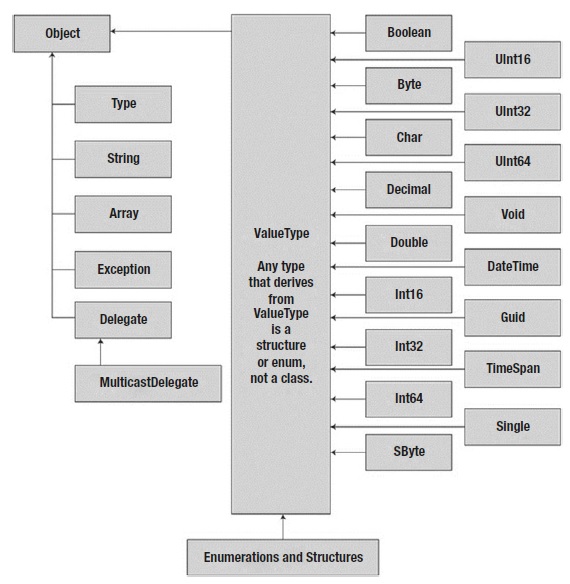 Object
Type
String
Array
Exception
Delegate
MulticastDelegate
ValueType
Any type
that derives
from
ValueType
is a
structure
or enum,
not a class.
Boolean
Byte
Char
Decimal
Double
Int16
Int32
Int64
SByte
UInt16
UInt32
UInt64
Void
DateTime
Guid
TimeSpan
Single
Enumerations and Structures